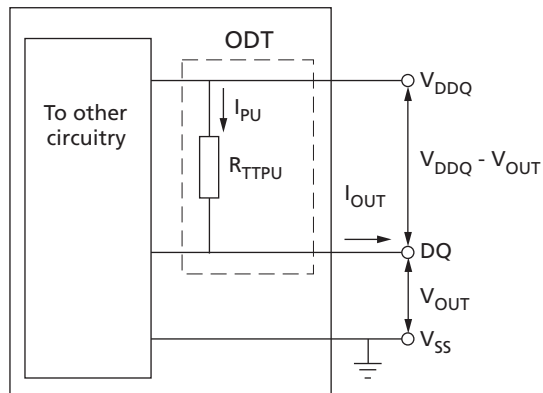 ODT
V_DDQ
To other
circuitry
I_PU
R_TTPU
V_DDQ - V_OUT
I_OUT
DQ
V_OUT
V_SS